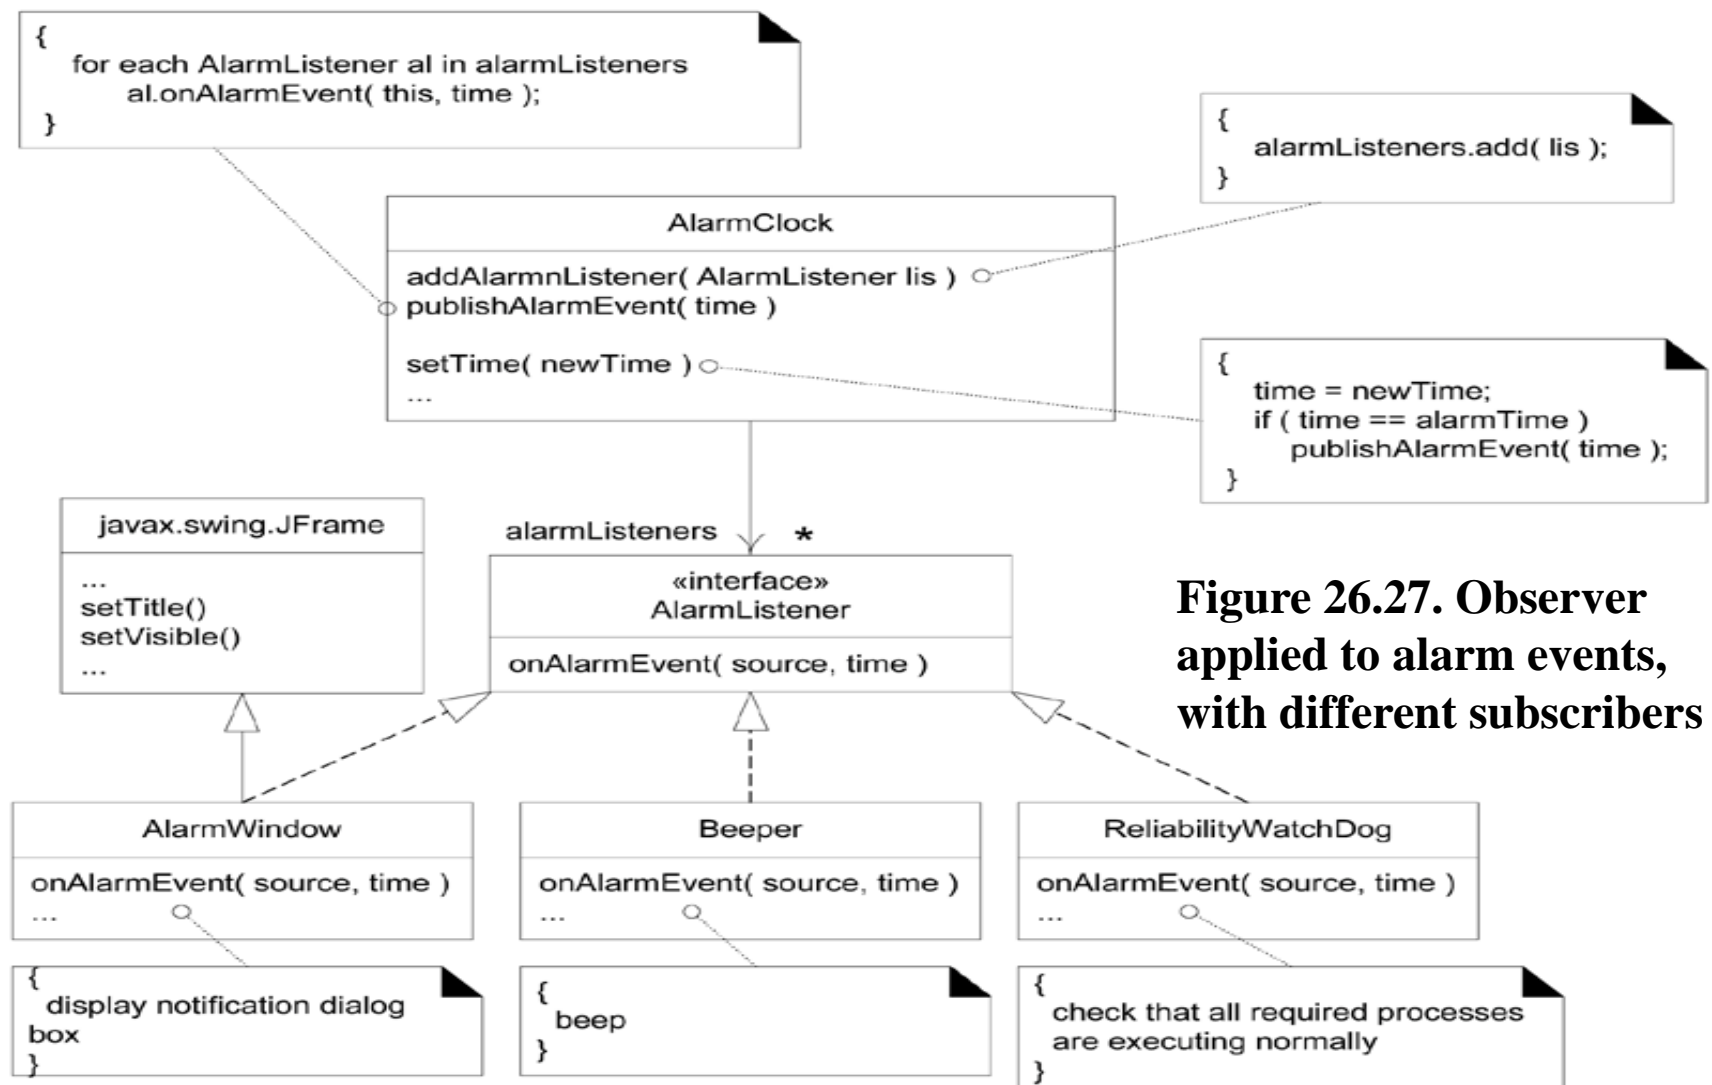 {
for each AlarmListener al in alarmListeners
al.onAlarmEvent( this, time );
}
{
alarmListeners.add( lis );
}
AlarmClock
addAlarmnListener( AlarmListener lis )
publishAlarmEvent( time )
setTime( newTime )
...
{
time = newTime;
if ( time == alarmTime )
publishAlarmEvent( time );
}
javax.swing.JFrame
...
setTitle()
setVisible()
...
alarmListeners *
«interface»
AlarmListener
onAlarmEvent( source, time )
Figure 26.27. Observer
applied to alarm events,
with different subscribers
AlarmWindow
onAlarmEvent( source, time )
...
{
display notification dialog
box
}
Beeper
onAlarmEvent( source, time )
...
{
beep
}
ReliabilityWatchDog
onAlarmEvent( source, time )
...
{
check that all required processes
are executing normally
}